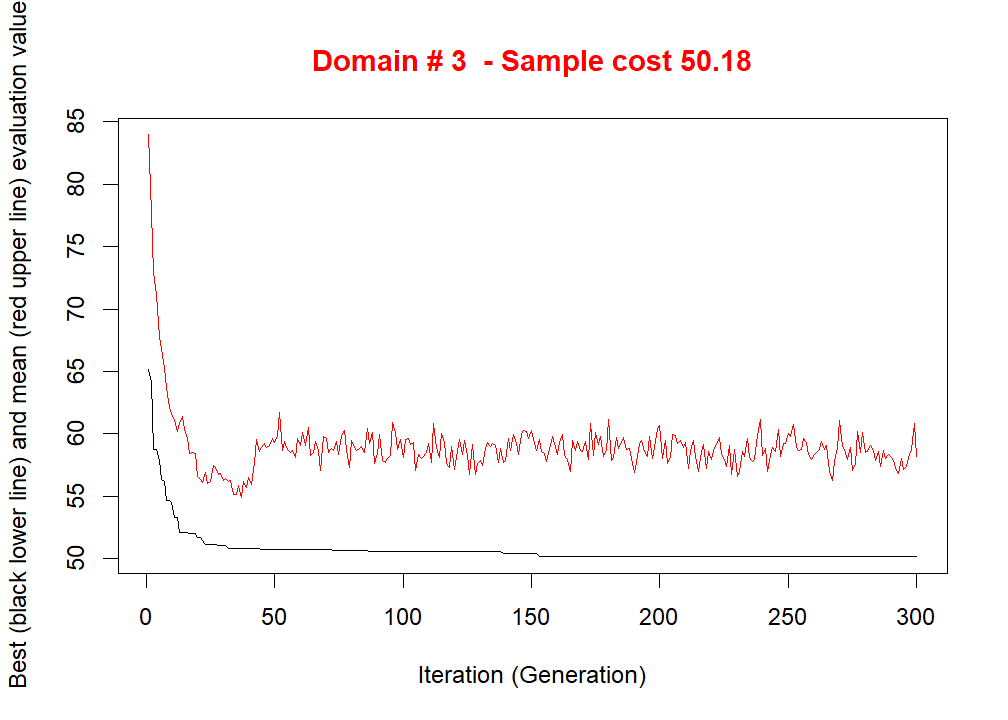 Domain # 3  - Sample cost 50.18
Best (black lower line) and mean (red upper line) evaluation value
85
80
75
70
65
60
55
50
0 50 100 150 200 250 300
Iteration (Generation)